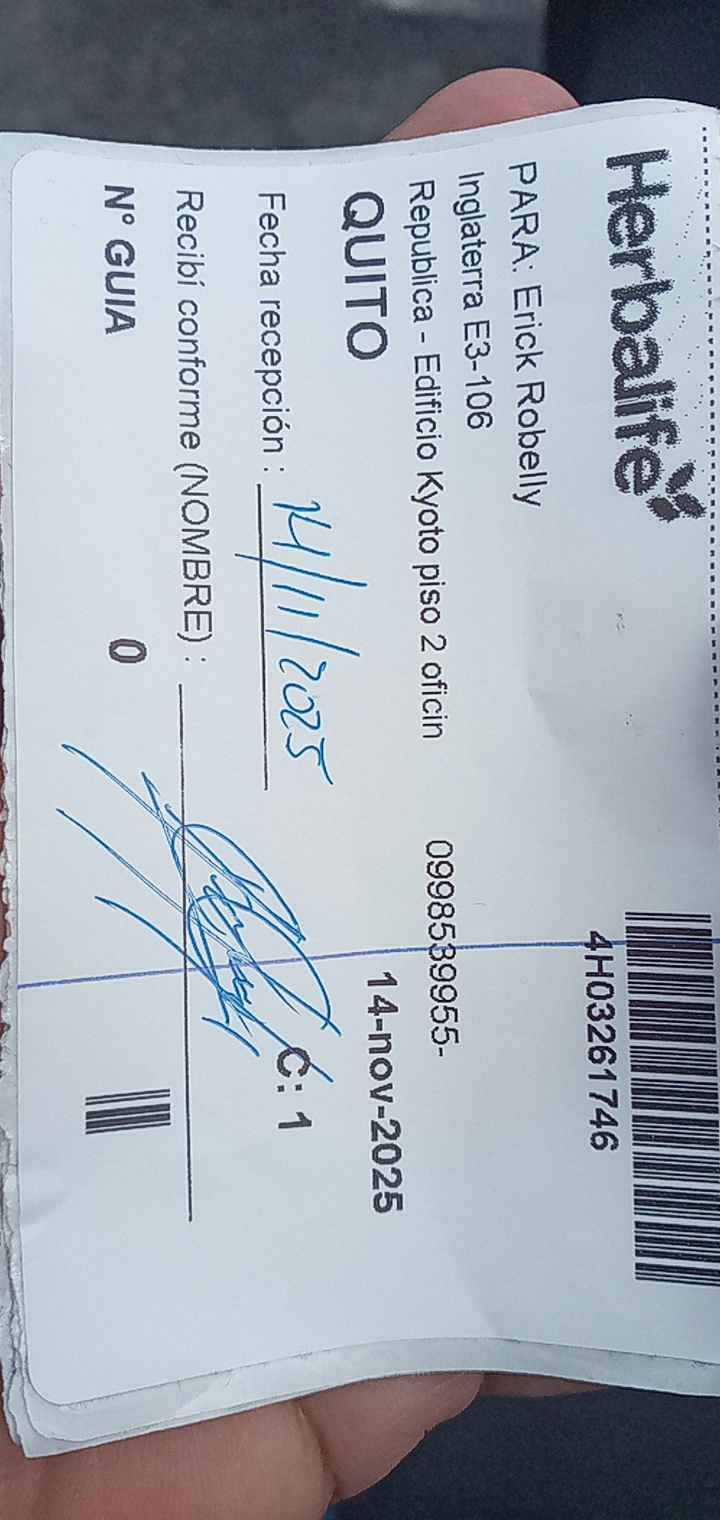 Herbalife
4H03261746
PARA: Erick Robelly
Inglaterra E3-106
Republica - Edificio Kyoto piso 2 oficin 0998539955-
QUITO 14-nov-2025
Fecha recepción : 14/11/2025 C: 1
Recibí conforme (NOMBRE) :
Nº GUIA 0